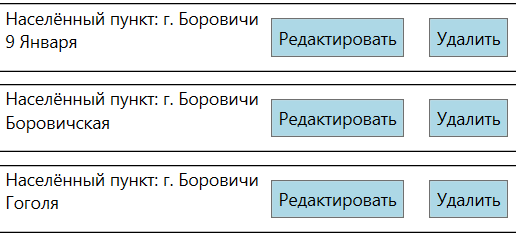 Населённый пункт: г. Боровичи
9 Января
Редактировать
Удалить
Населённый пункт: г. Боровичи
Боровичская
Редактировать
Удалить
Населённый пункт: г. Боровичи
Гоголя
Редактировать
Удалить